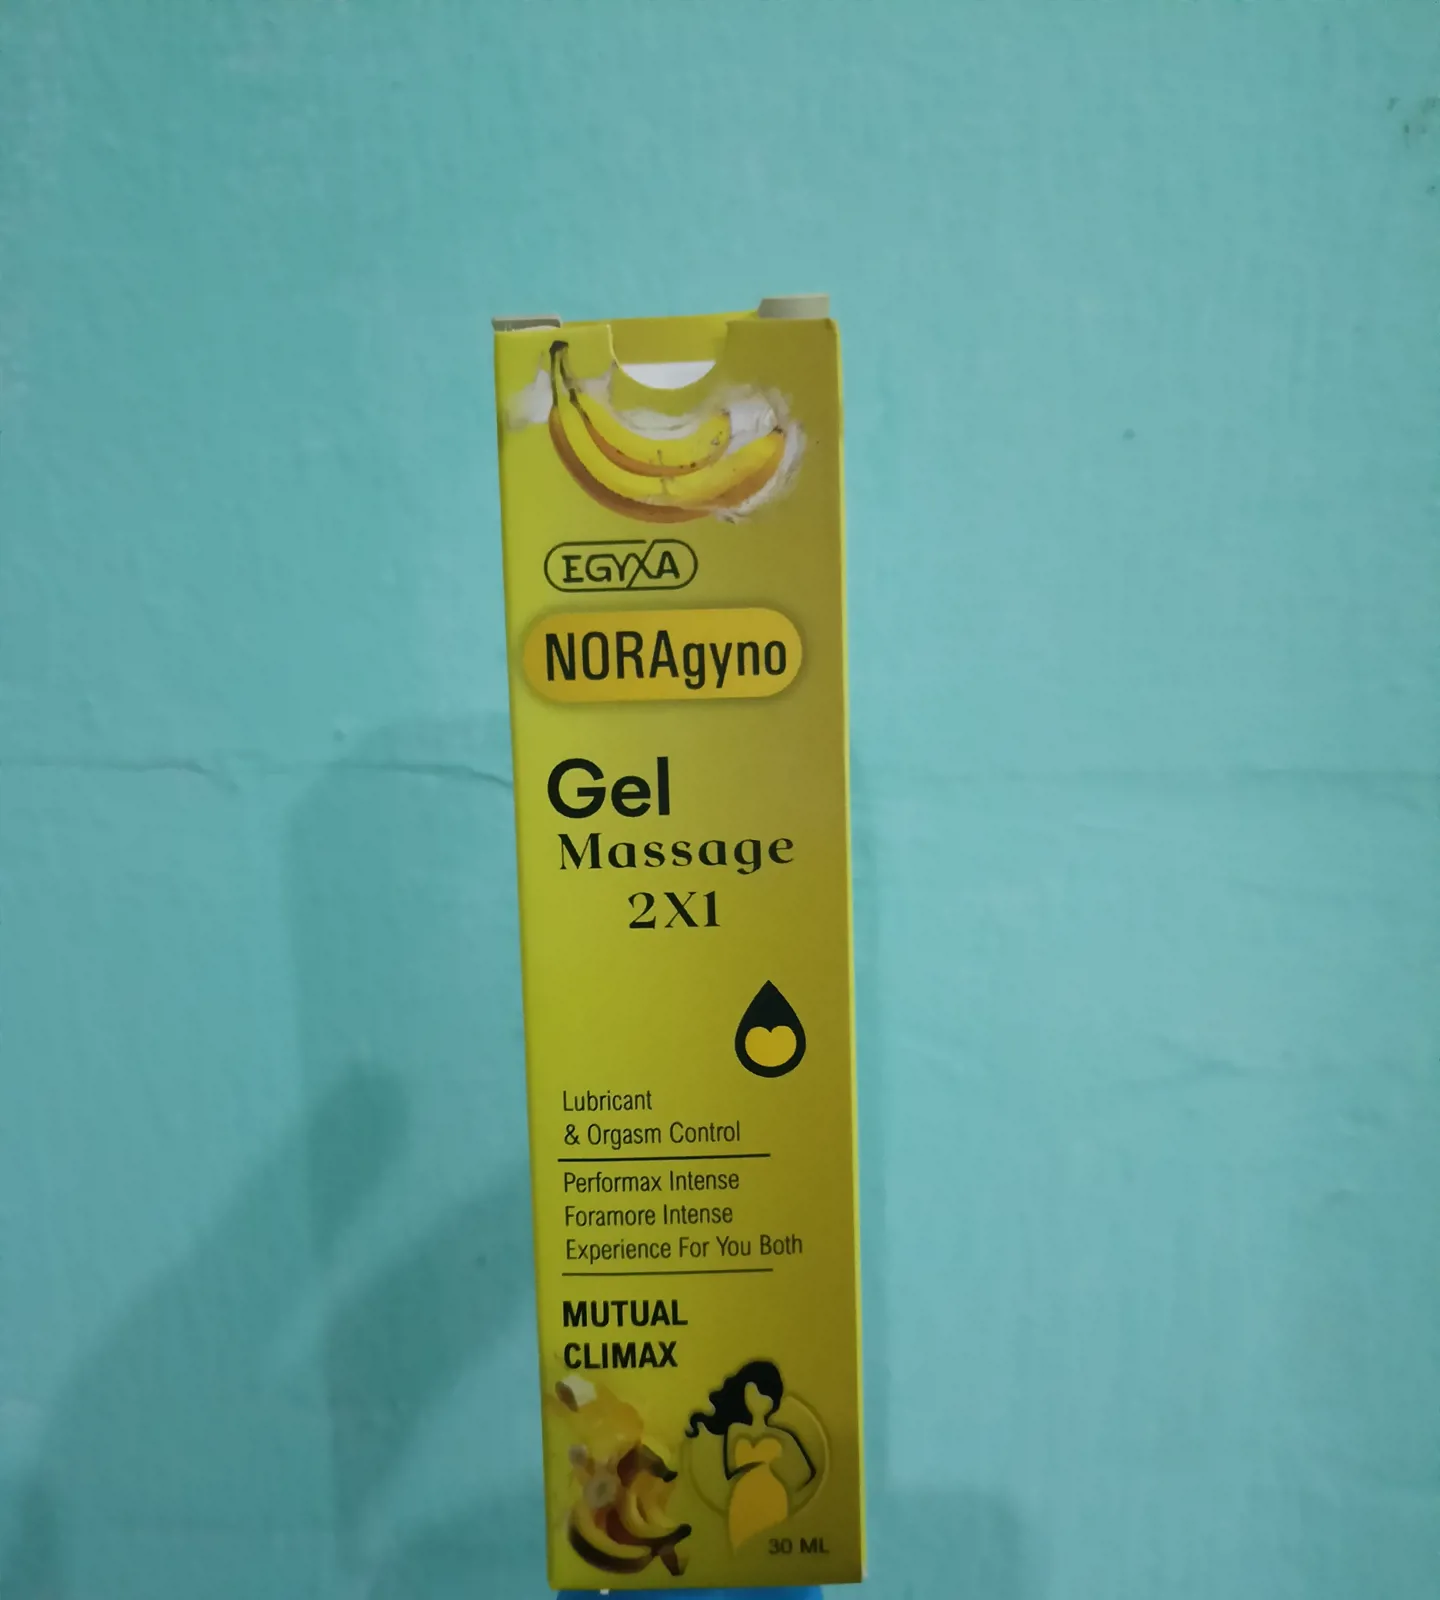 EGYXA
NORAgyno
Gel
Massage
2X1
Lubricant
& Orgasm Control
Performax Intense
Foramore Intense
Experience For You Both
MUTUAL
CLIMAX
30 ML